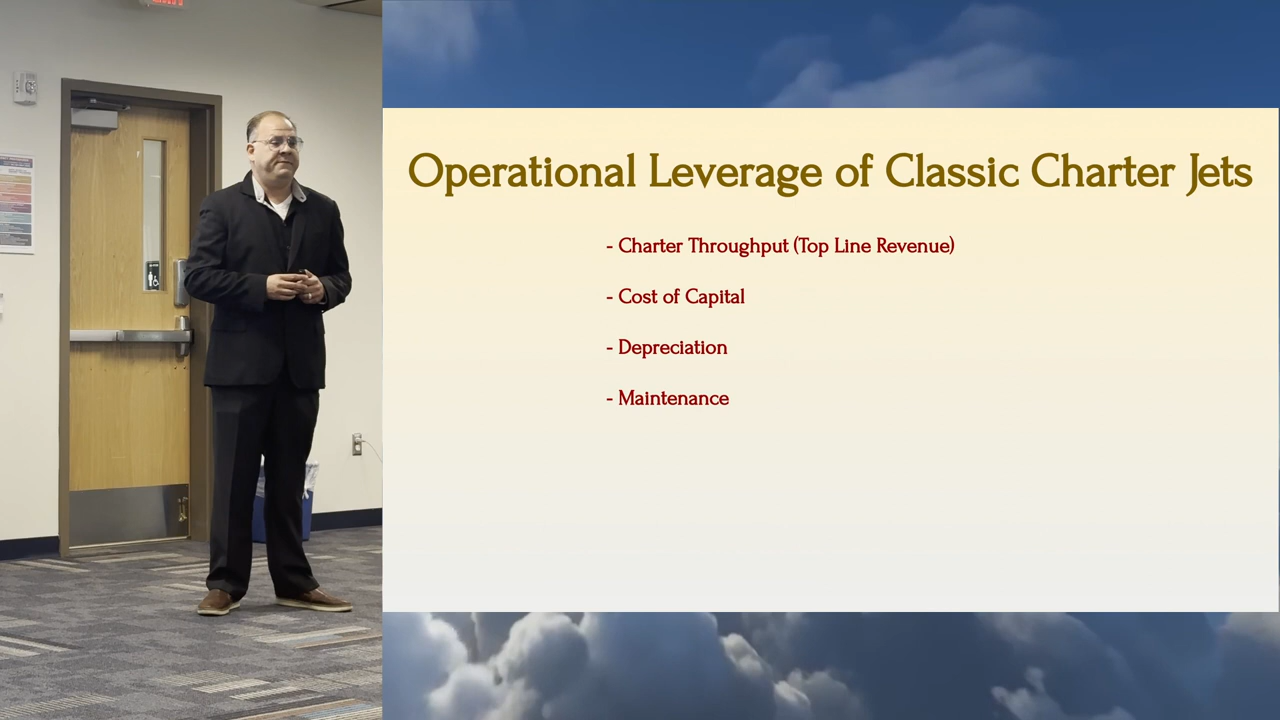 Operational Leverage of Classic Charter Jets
- Charter Throughput (Top Line Revenue)
- Cost of Capital
- Depreciation
- Maintenance